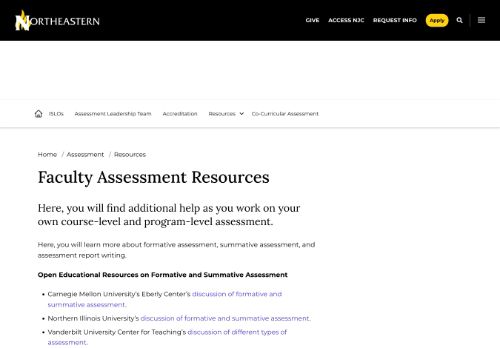 NORTHEASTERN
GIVE ACCESS NJC REQUEST INFO Apply
ISLOs Assessment Leadership Team Accreditation Resources Co-Curricular Assessment
Home / Assessment / Resources
Faculty Assessment Resources
Here, you will find additional help as you work on your
own course-level and program-level assessment.
Here, you will learn more about formative assessment, summative assessment, and
assessment report writing.
Open Educational Resources on Formative and Summative Assessment
• Carnegie Mellon University's Eberly Center's discussion of formative and
summative assessment.
• Northern Illinois University's discussion of formative and summative assessment.
• Vanderbilt University Center for Teaching's discussion of different types of
assessment.